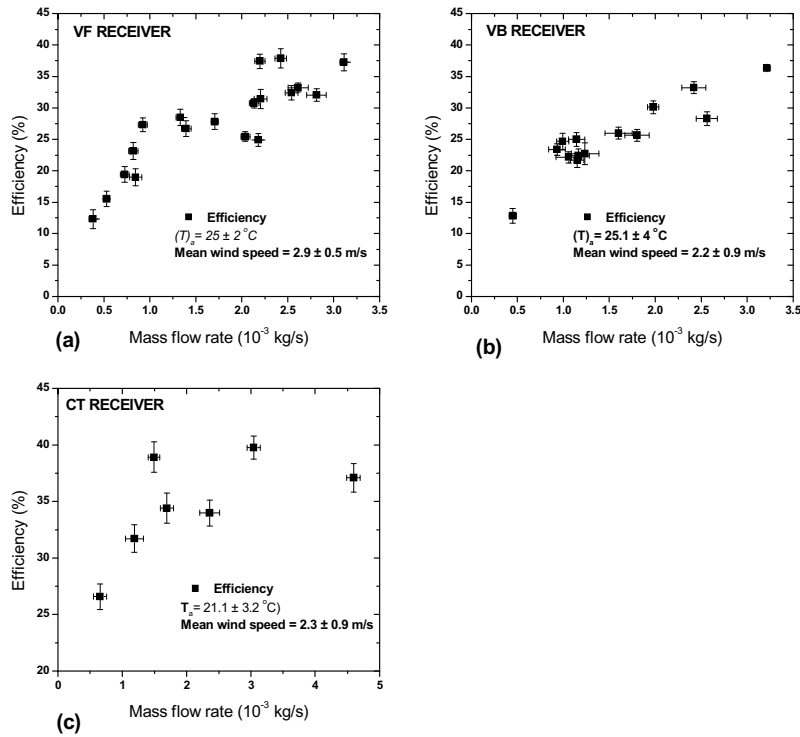 VF RECEIVER
45
40
35
30
25
20
15
10
5
0
Efficiency (%)
Efficiency
(T)a= 25 ± 2 °C
Mean wind speed = 2.9 ± 0.5 m/s
0.0 0.5 1.0 1.5 2.0 2.5 3.0 3.5
Mass flow rate (10⁻³ kg/s)
(a)
VB RECEIVER
45
40
35
30
25
20
15
10
5
0
Efficiency (%)
Efficiency
(T)a= 25.1 ± 4 °C
Mean wind speed = 2.2 ± 0.9 m/s
0.0 0.5 1.0 1.5 2.0 2.5 3.0 3.5
Mass flow rate (10⁻³ kg/s)
(b)
CT RECEIVER
45
40
35
30
25
20
Efficiency (%)
Efficiency
Ta= 21.1 ± 3.2 °C)
Mean wind speed = 2.3 ± 0.9 m/s
0 1 2 3 4 5
Mass flow rate (10⁻³ kg/s)
(c)